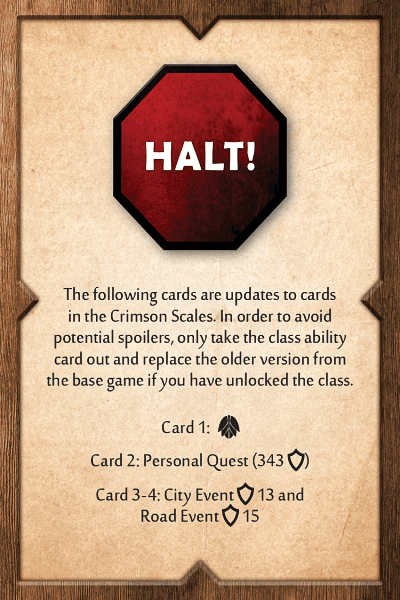 HALT!
The following cards are updates to cards
in the Crimson Scales. In order to avoid
potential spoilers, only take the class ability
card out and replace the older version from
the base game if you have unlocked the class.
Card 1:
Card 2: Personal Quest (343 )
Card 3-4: City Event 13 and
Road Event 15